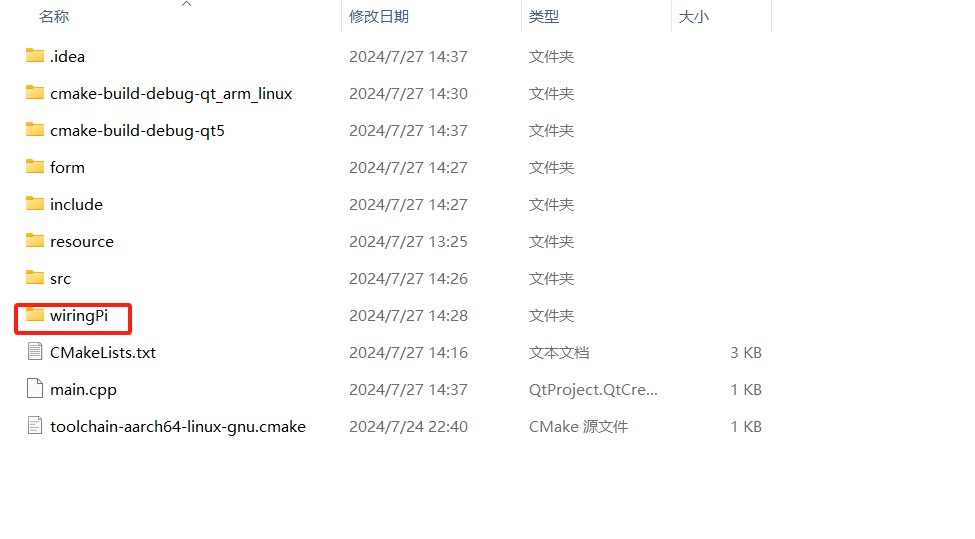 名称 修改日期 类型 大小
.idea 2024/7/27 14:37 文件夹
cmake-build-debug-qt_arm_linux 2024/7/27 14:30 文件夹
cmake-build-debug-qt5 2024/7/27 14:37 文件夹
form 2024/7/27 14:27 文件夹
include 2024/7/27 14:27 文件夹
resource 2024/7/27 13:25 文件夹
src 2024/7/27 14:26 文件夹
wiringPi 2024/7/27 14:28 文件夹
CMakeLists.txt 2024/7/27 14:16 文本文档 3 KB
main.cpp 2024/7/27 14:37 QtProject.QtCre... 1 KB
toolchain-aarch64-linux-gnu.cmake 2024/7/24 22:40 CMake 源文件 1 KB